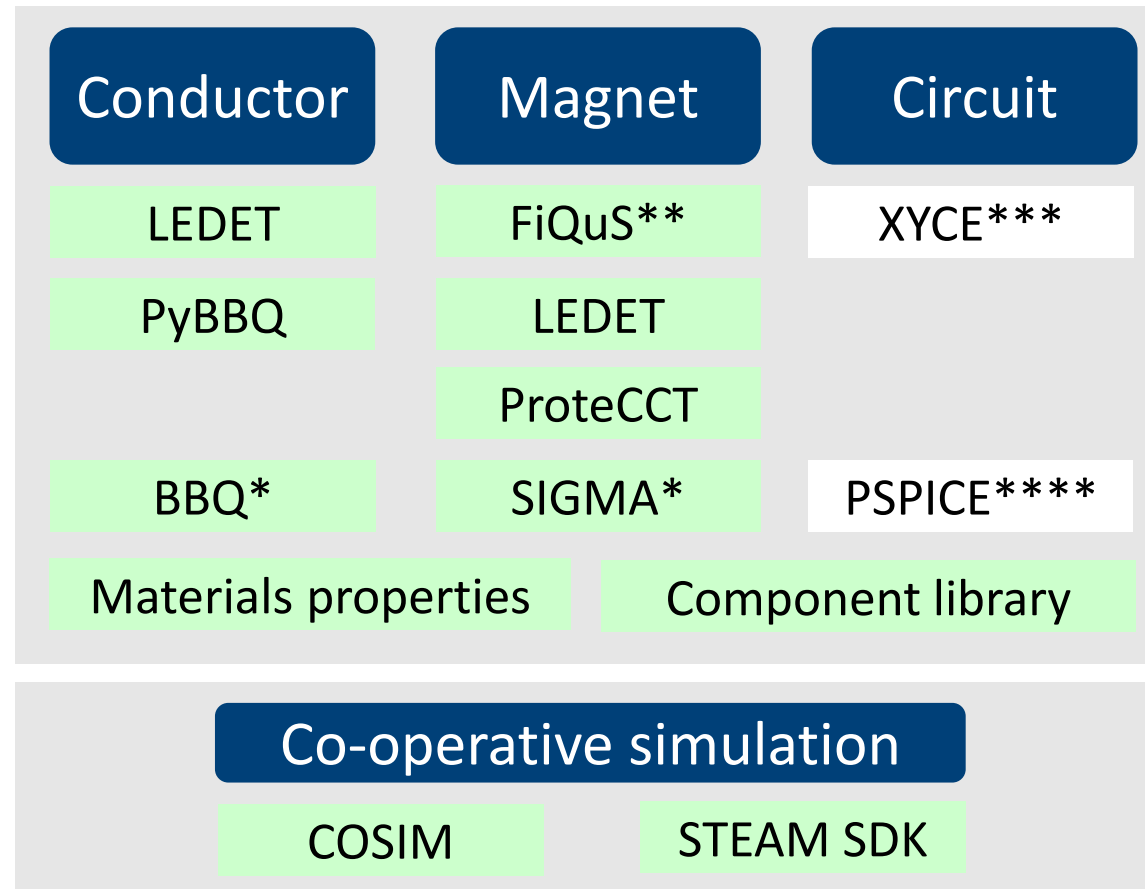 Conductor
Magnet
Circuit
LEDET
FiQuS**
XYCE***
PyBBQ
LEDET
ProteCCT
BBQ*
SIGMA*
PSPICE****
Materials properties
Component library
Co-operative simulation
COSIM
STEAM SDK